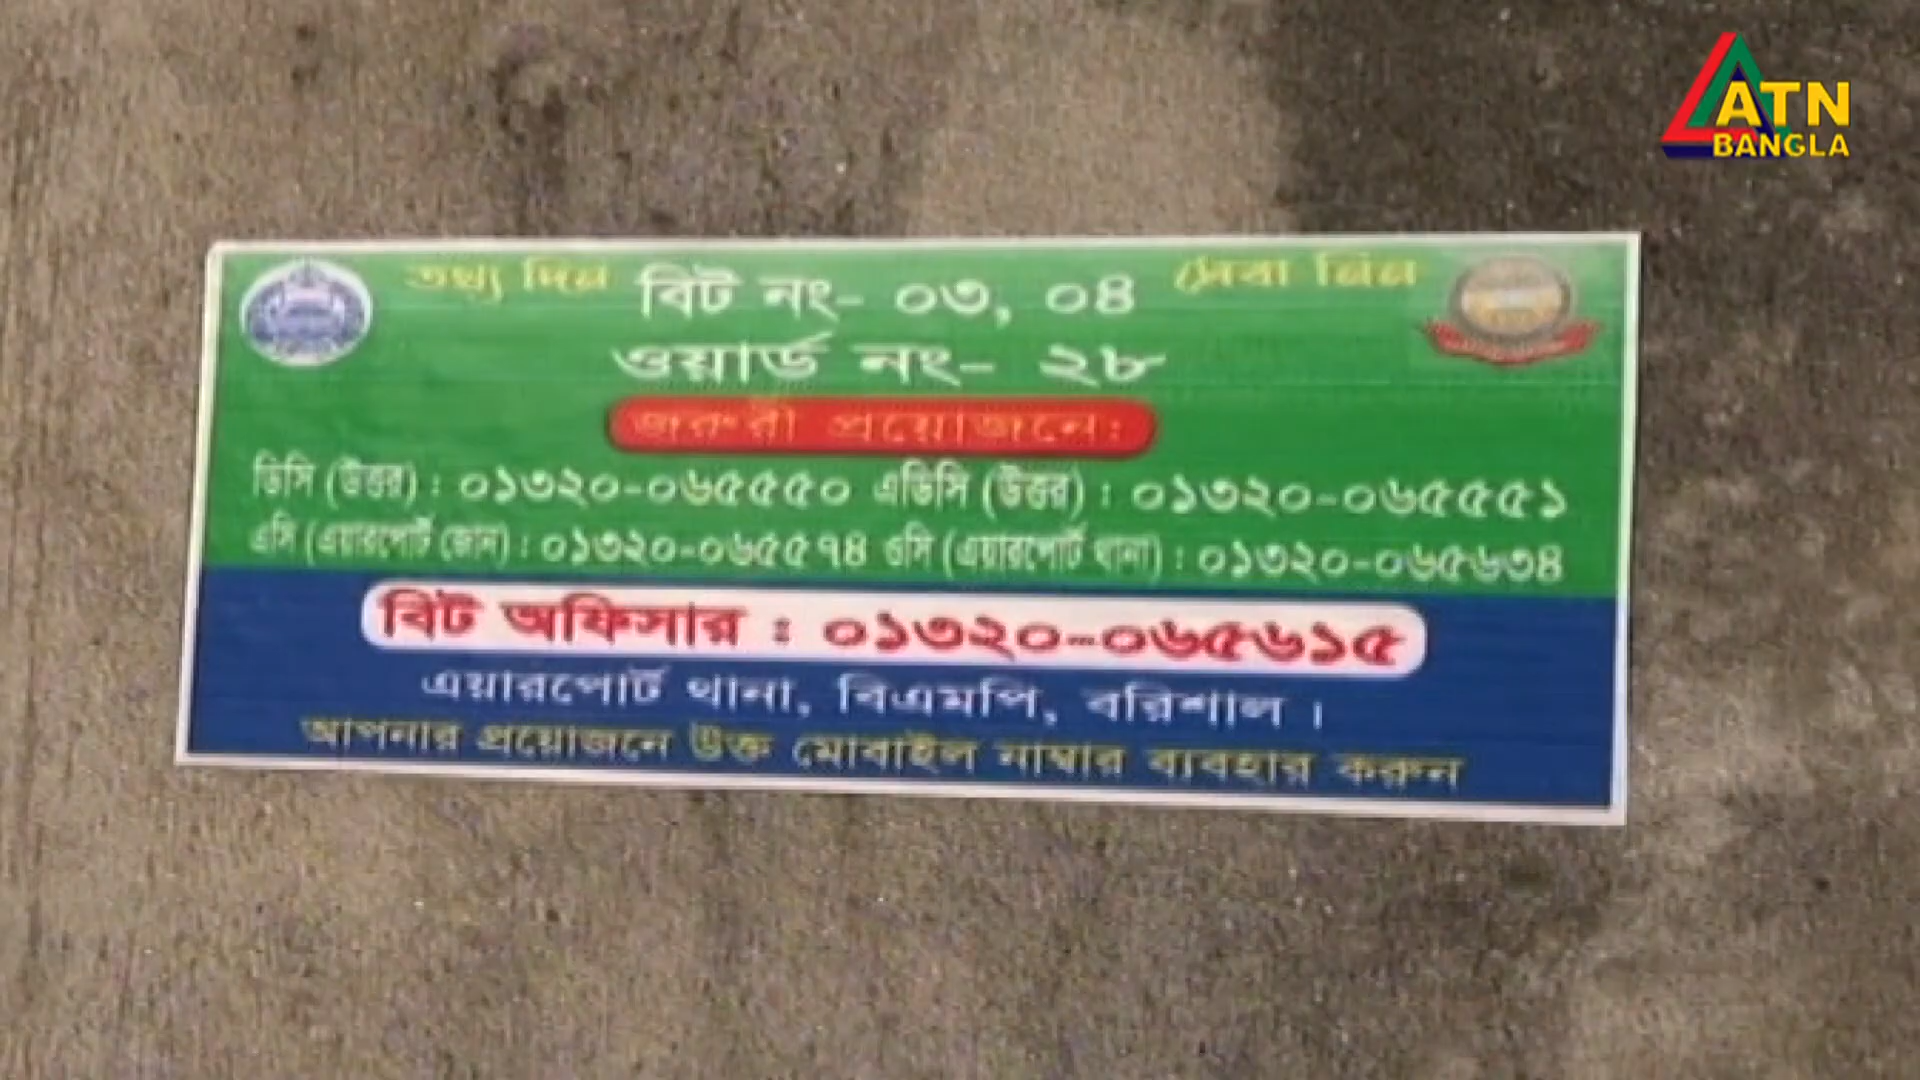 ATN
BANGLA
তথ্য দিন বিট নং- ০৩, ০৪ সেবা নিন
ওয়ার্ড নং- ২৮
জরুরী প্রয়োজনে:
ডিসি (উত্তর) : ০১৩২০-০৬৫৫৫০ এডিসি (উত্তর) : ০১৩২০-০৬৫৫৫১
এসি (এয়ারপোর্ট জোন) : ০১৩২০-০৬৫৫৭৪ ওসি (এয়ারপোর্ট থানা) : ০১৩২০-০৬৫৬৩৪
বিট অফিসার : ০১৩২০-০৬৫৬১৫
এয়ারপোর্ট থানা, বিএমপি, বরিশাল ।
আপনার প্রয়োজনে উক্ত মোবাইল নাম্বার ব্যবহার করুন